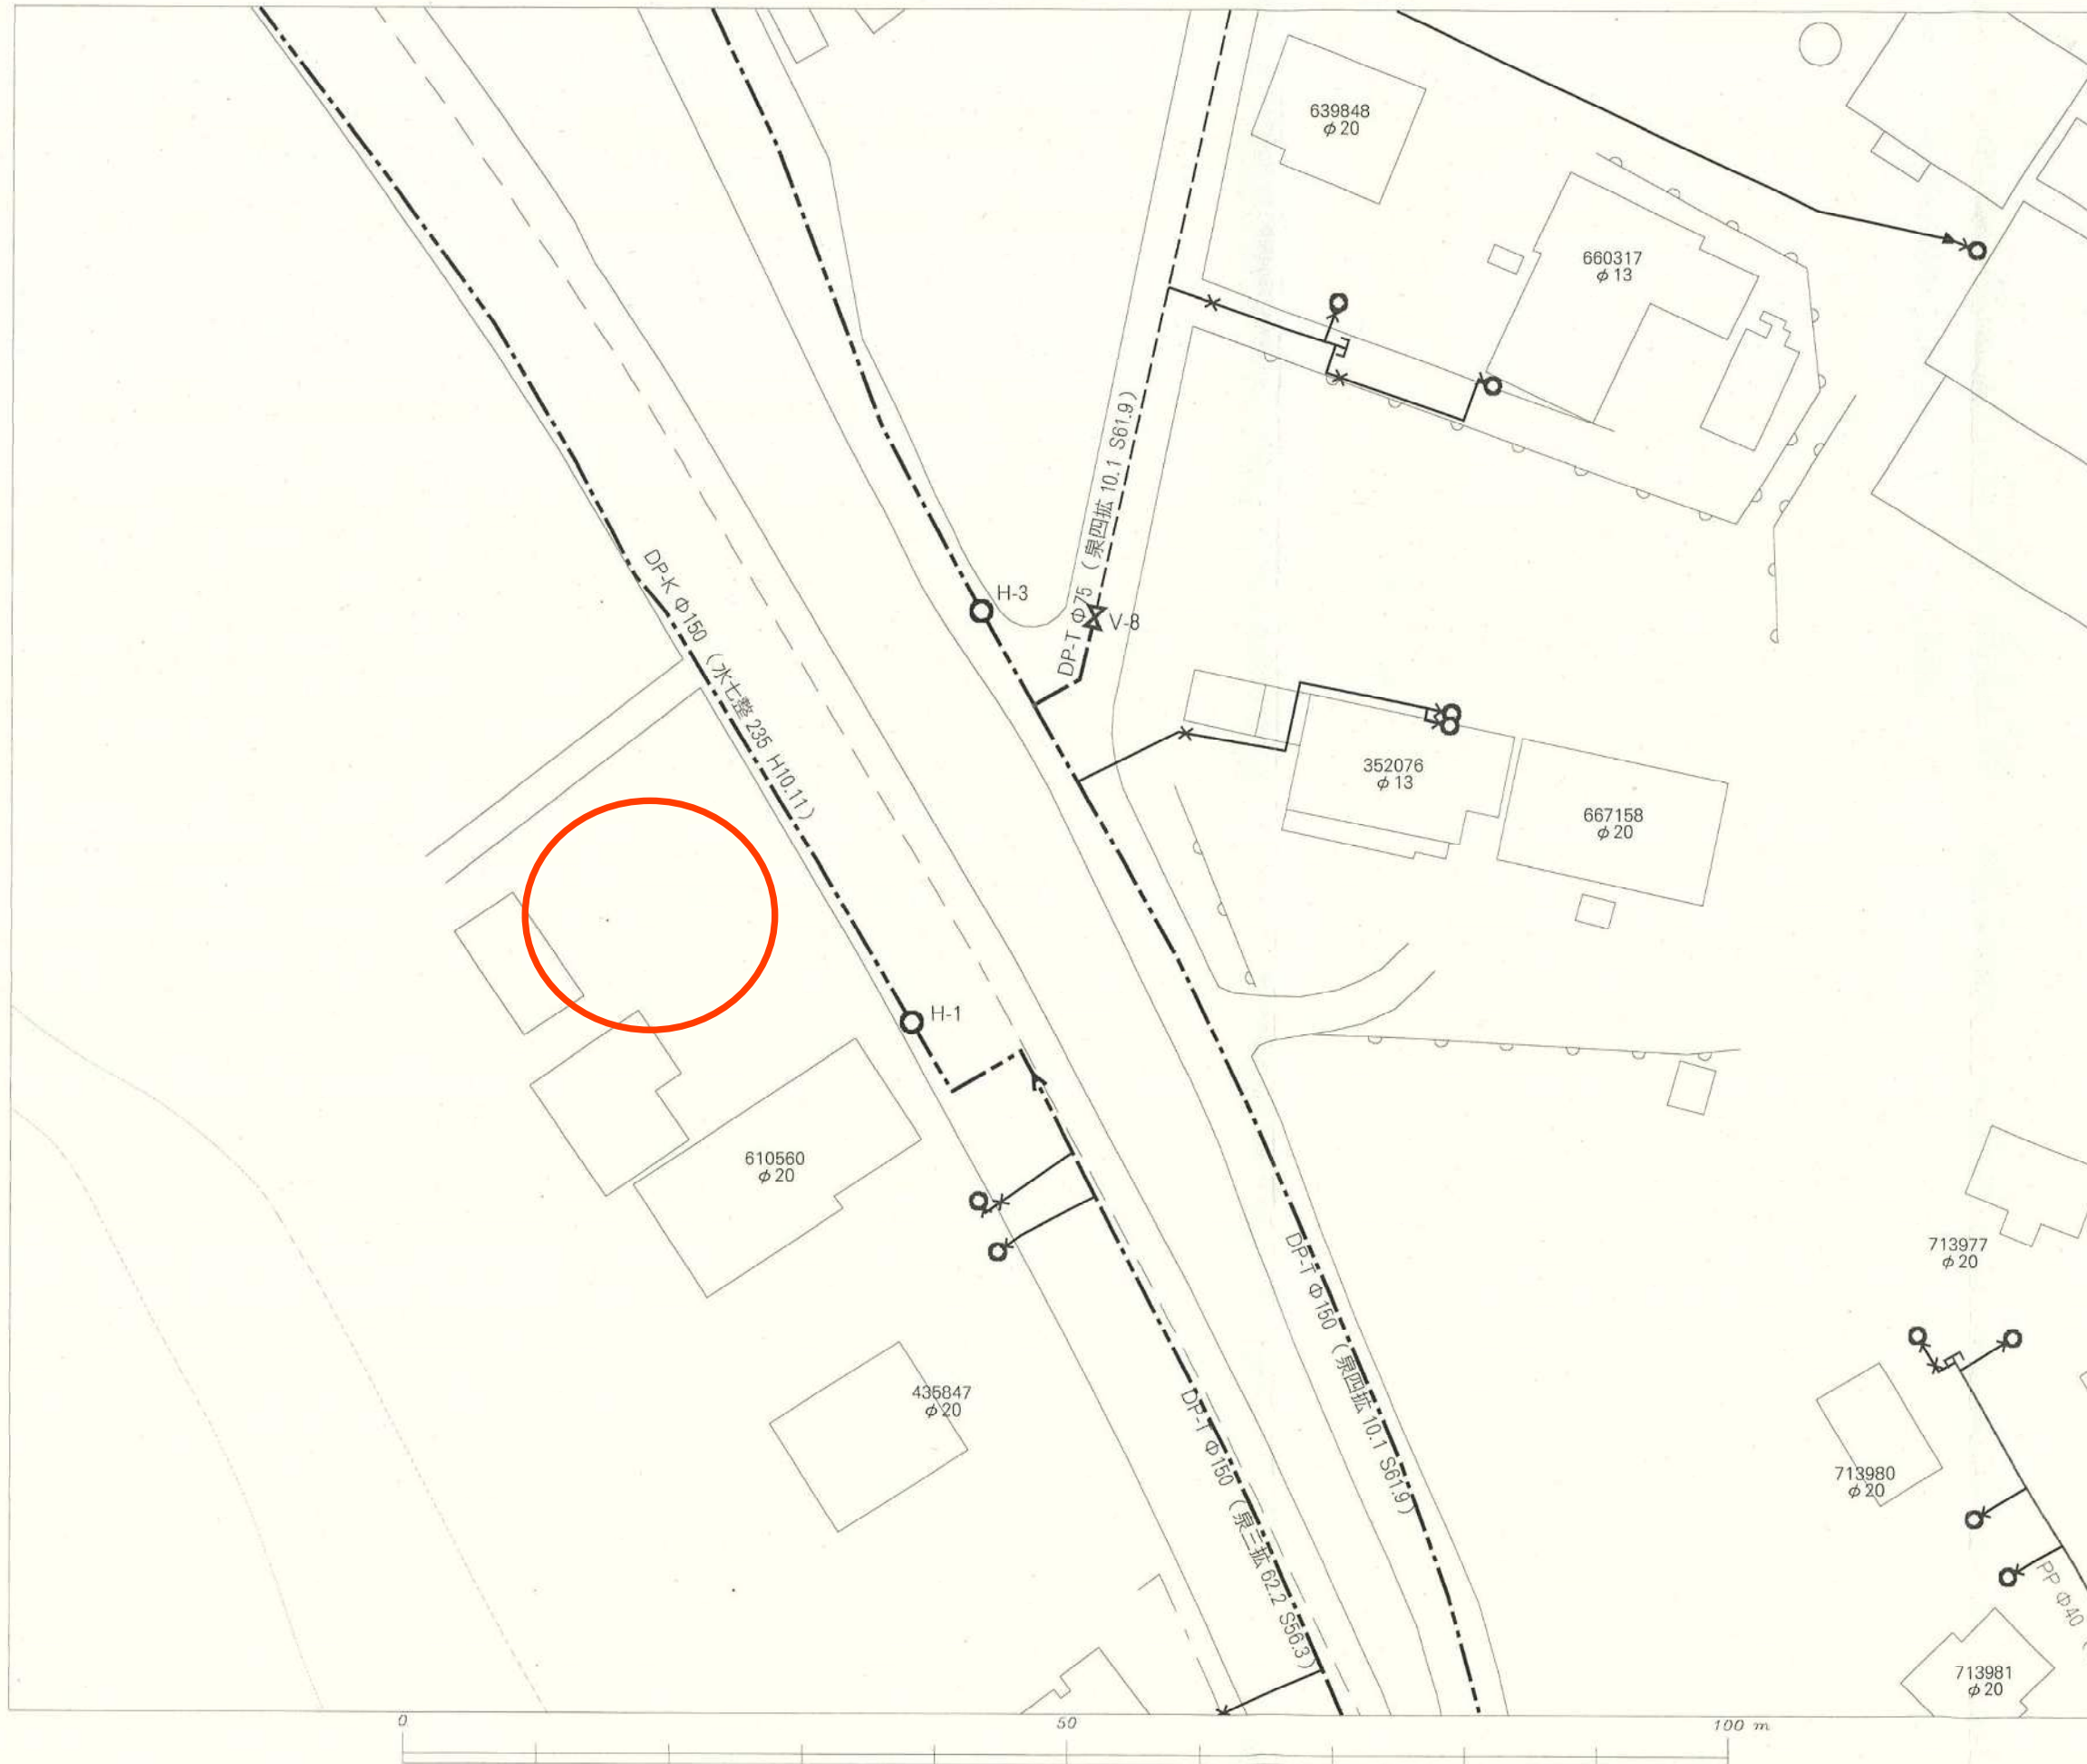 639848
φ20
660317
φ13
DP-T Φ75（泉四拡 10.1 S61.9）
H-3
V-8
DP-K Φ150（水七整 235 H10.11）
352076
φ13
667158
φ20
H-1
610560
φ20
DP-T Φ150（泉四拡 10.1 S61.9）
713977
φ20
435847
φ20
DP-T Φ150（泉三拡 62.2 S56.3）
713980
φ20
PP Φ40（
713981
φ20
0
50
100 m